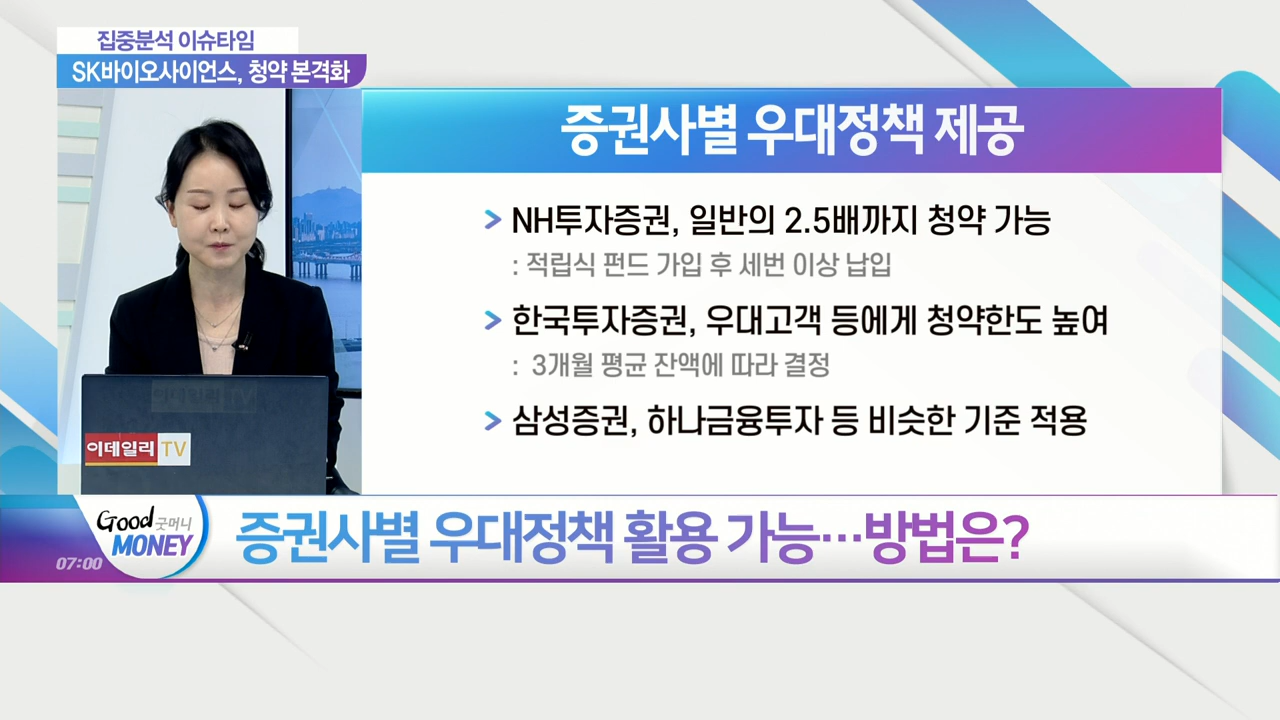 집중분석 이슈타임
SK바이오사이언스, 청약 본격화
증권사별 우대정책 제공
> NH투자증권, 일반의 2.5배까지 청약 가능
: 적립식 펀드 가입 후 세번 이상 납입
> 한국투자증권, 우대고객 등에게 청약한도 높여
: 3개월 평균 잔액에 따라 결정
> 삼성증권, 하나금융투자 등 비슷한 기준 적용
이데일리 TV
이데일리 TV
Good 굿머니
MONEY
07:00
증권사별 우대정책 활용 가능…방법은?